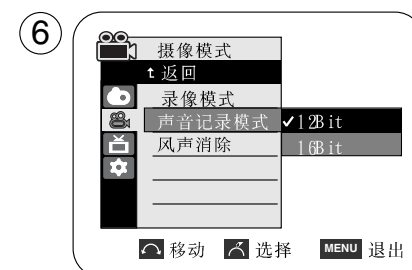 6
摄像模式
返回
录像模式
声音记录模式 ✓12Bit
风声消除 16Bit
移动 选择 MENU 退出